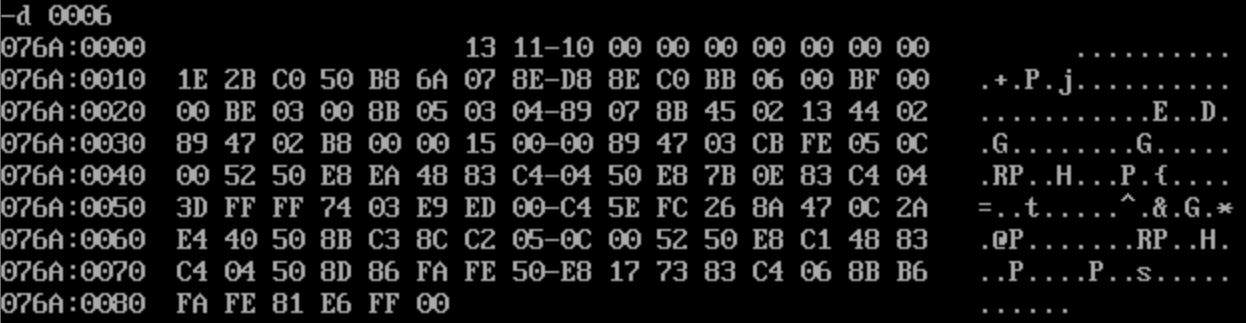 -d 0006
076A:0000                    13 11-10 00 00 00 00 00 00 00         ..........
076A:0010  1E 2B C0 50 B8 6A 07 8E-D8 8E C0 BB 06 00 BF 00   .+.P.j..........
076A:0020  00 BE 03 00 8B 05 03 04-89 07 8B 45 02 13 44 02   ...........E..D.
076A:0030  89 47 02 B8 00 00 15 00-00 89 47 03 CB FE 05 0C   .G........G.....
076A:0040  00 52 50 E8 EA 48 83 C4-04 50 E8 7B 0E 83 C4 04   .RP..H...P.{....
076A:0050  3D FF FF 74 03 E9 ED 00-C4 5E FC 26 8A 47 0C 2A   =..t.....^.&.G.*
076A:0060  E4 40 50 8B C3 8C C2 05-0C 00 52 50 E8 C1 48 83   .@P.......RP..H.
076A:0070  C4 04 50 8D 86 FA FE 50-E8 17 73 83 C4 06 8B B6   ..P....P..s.....
076A:0080  FA FE 81 E6 FF 00                                 ......